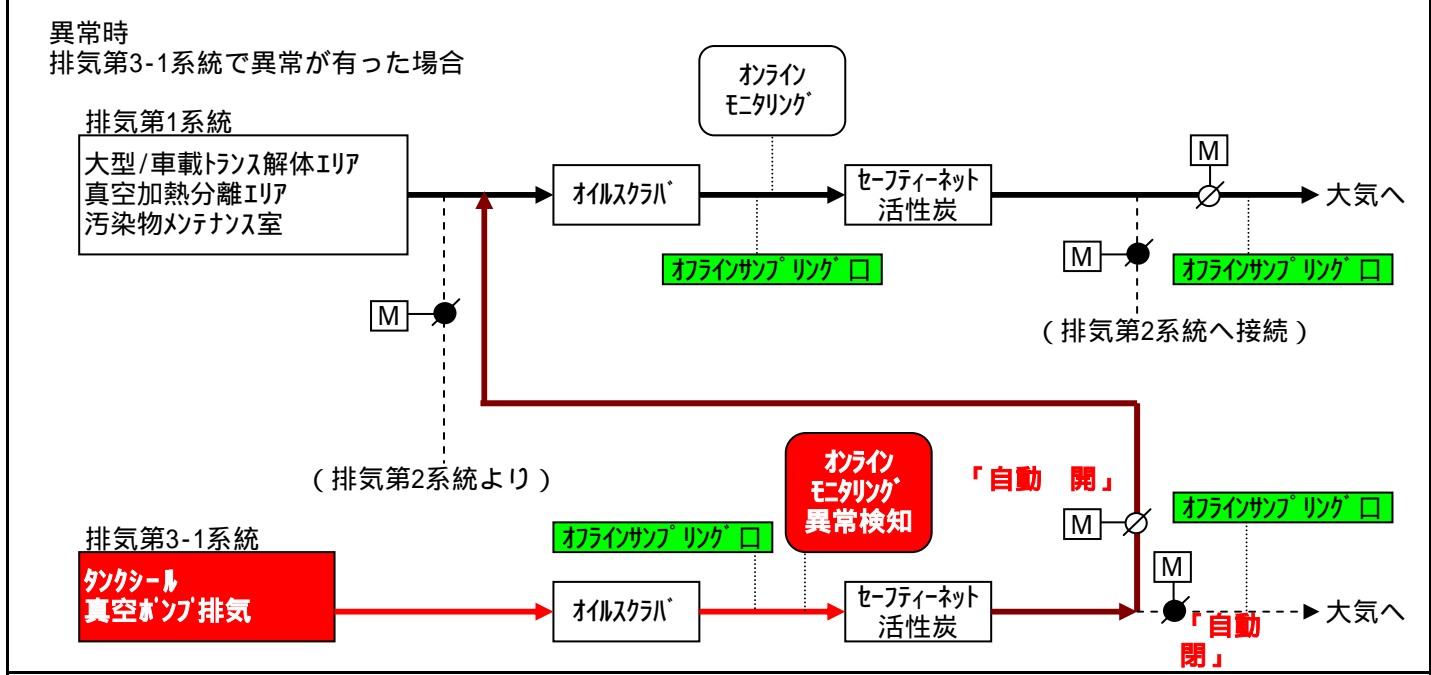 異常時
排気第3-1系統で異常が有った場合
ｵﾝﾗｲﾝ
ﾓﾆﾀﾘﾝｸﾞ
排気第1系統
大型/車載ﾄﾗﾝｽ解体ｴﾘｱ
真空加熱分離ｴﾘｱ
汚染物ﾒﾝﾃﾅﾝｽ室
ｵｲﾙｽｸﾗﾊﾞ
ｾｰﾌﾃｨｰﾈｯﾄ
活性炭
M
大気へ
ｵﾌﾗｲﾝｻﾝﾌﾟﾘﾝｸﾞ口
M
ｵﾌﾗｲﾝｻﾝﾌﾟﾘﾝｸﾞ口
M
(排気第2系統へ接続)
(排気第2系統より)
ｵﾝﾗｲﾝ
ﾓﾆﾀﾘﾝｸﾞ
異常検知
「自動 開」
M
ｵﾌﾗｲﾝｻﾝﾌﾟﾘﾝｸﾞ口
排気第3-1系統
ｵﾌﾗｲﾝｻﾝﾌﾟﾘﾝｸﾞ口
ﾀﾝｸｼｰﾙ
真空ﾎﾟﾝﾌﾟ排気
ｵｲﾙｽｸﾗﾊﾞ
ｾｰﾌﾃｨｰﾈｯﾄ
活性炭
M
大気へ
「自動
閉」